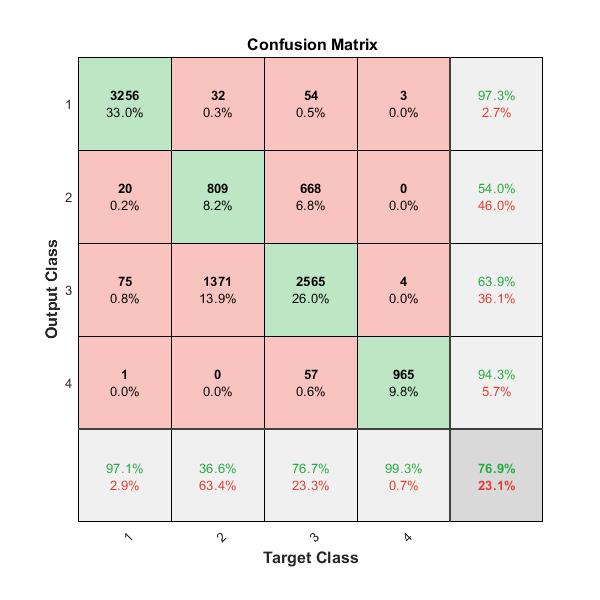 Confusion Matrix
1 3256 32 54 3 97.3%
33.0% 0.3% 0.5% 0.0% 2.7%
2 20 809 668 0 54.0%
0.2% 8.2% 6.8% 0.0% 46.0%
3 75 1371 2565 4 63.9%
0.8% 13.9% 26.0% 0.0% 36.1%
4 1 0 57 965 94.3%
0.0% 0.0% 0.6% 9.8% 5.7%
97.1% 36.6% 76.7% 99.3% 76.9%
2.9% 63.4% 23.3% 0.7% 23.1%
1 2 3 4
Target Class
Output Class